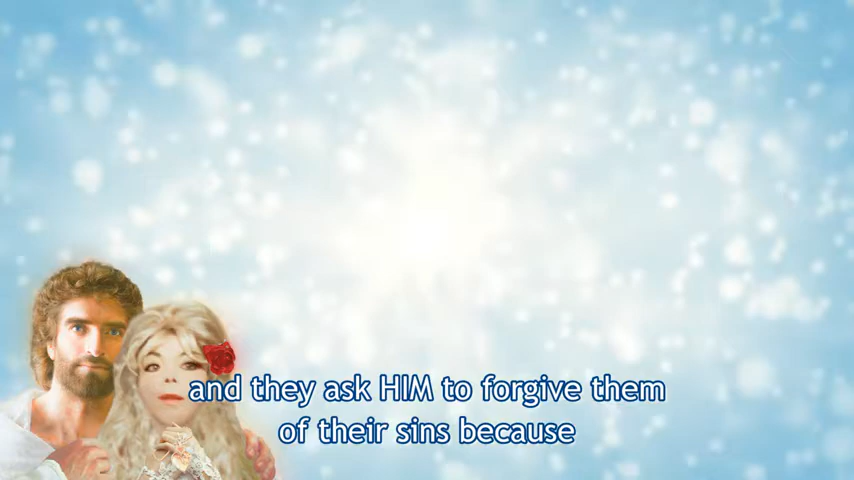 and they ask HIM to forgive them
of their sins because